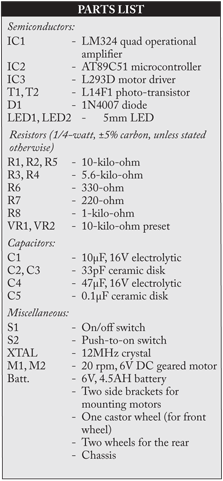 PARTS LIST
Semiconductors:
IC1 - LM324 quad operational
amplifier
IC2 - AT89C51 microcontroller
IC3 - L293D motor driver
T1, T2 - L14F1 photo-transistor
D1 - 1N4007 diode
LED1, LED2 - 5mm LED
Resistors (1/4-watt, ±5% carbon, unless stated
otherwise)
R1, R2, R5 - 10-kilo-ohm
R3, R4 - 5.6-kilo-ohm
R6 - 330-ohm
R7 - 220-ohm
R8 - 1-kilo-ohm
VR1, VR2 - 10-kilo-ohm preset
Capacitors:
C1 - 10µF, 16V electrolytic
C2, C3 - 33pF ceramic disk
C4 - 47µF, 16V electrolytic
C5 - 0.1µF ceramic disk
Miscellaneous:
S1 - On/off switch
S2 - Push-to-on switch
XTAL - 12MHz crystal
M1, M2 - 20 rpm, 6V DC geared motor
Batt. - 6V, 4.5AH battery
- Two side brackets for
mounting motors
- One castor wheel (for front
wheel)
- Two wheels for the rear
- Chassis